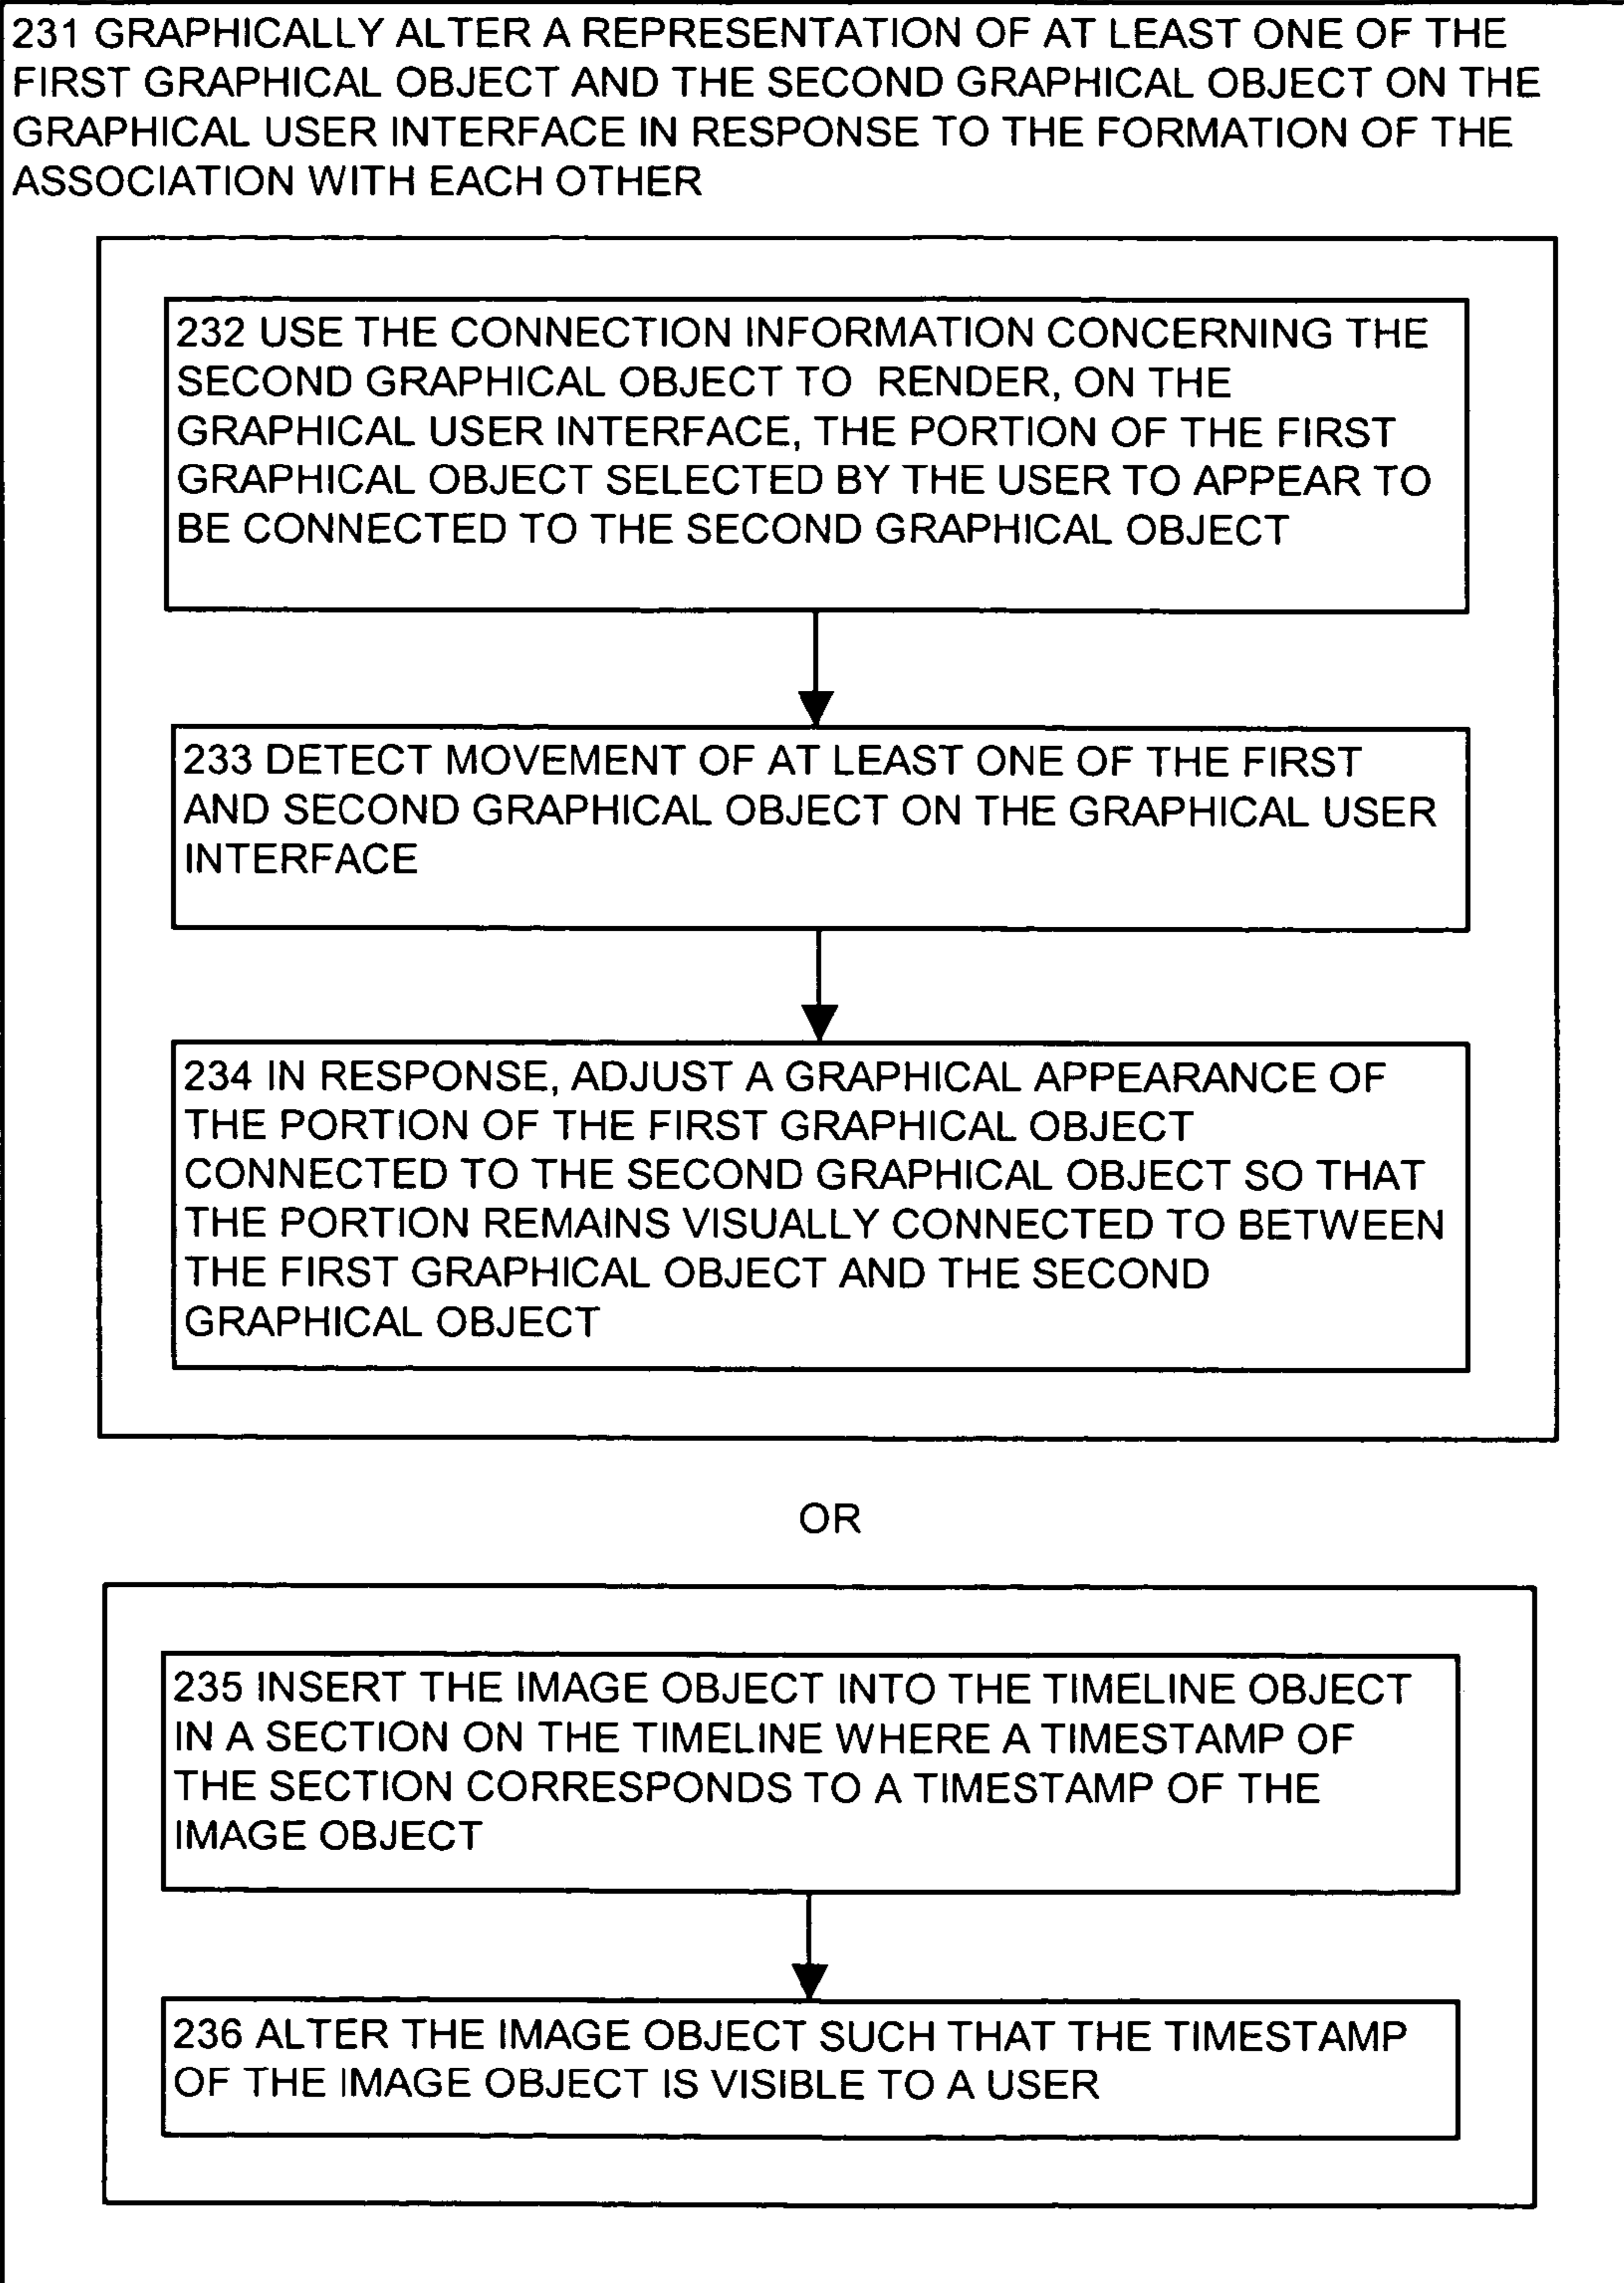 231 GRAPHICALLY ALTER A REPRESENTATION OF AT LEAST ONE OF THE
FIRST GRAPHICAL OBJECT AND THE SECOND GRAPHICAL OBJECT ON THE
GRAPHICAL USER INTERFACE IN RESPONSE TO THE FORMATION OF THE
ASSOCIATION WITH EACH OTHER
232 USE THE CONNECTION INFORMATION CONCERNING THE
SECOND GRAPHICAL OBJECT TO RENDER, ON THE
GRAPHICAL USER INTERFACE, THE PORTION OF THE FIRST
GRAPHICAL OBJECT SELECTED BY THE USER TO APPEAR TO
BE CONNECTED TO THE SECOND GRAPHICAL OBJECT
233 DETECT MOVEMENT OF AT LEAST ONE OF THE FIRST
AND SECOND GRAPHICAL OBJECT ON THE GRAPHICAL USER
INTERFACE
234 IN RESPONSE, ADJUST A GRAPHICAL APPEARANCE OF
THE PORTION OF THE FIRST GRAPHICAL OBJECT
CONNECTED TO THE SECOND GRAPHICAL OBJECT SO THAT
THE PORTION REMAINS VISUALLY CONNECTED TO BETWEEN
THE FIRST GRAPHICAL OBJECT AND THE SECOND
GRAPHICAL OBJECT
OR
235 INSERT THE IMAGE OBJECT INTO THE TIMELINE OBJECT
IN A SECTION ON THE TIMELINE WHERE A TIMESTAMP OF
THE SECTION CORRESPONDS TO A TIMESTAMP OF THE
IMAGE OBJECT
236 ALTER THE IMAGE OBJECT SUCH THAT THE TIMESTAMP
OF THE IMAGE OBJECT IS VISIBLE TO A USER